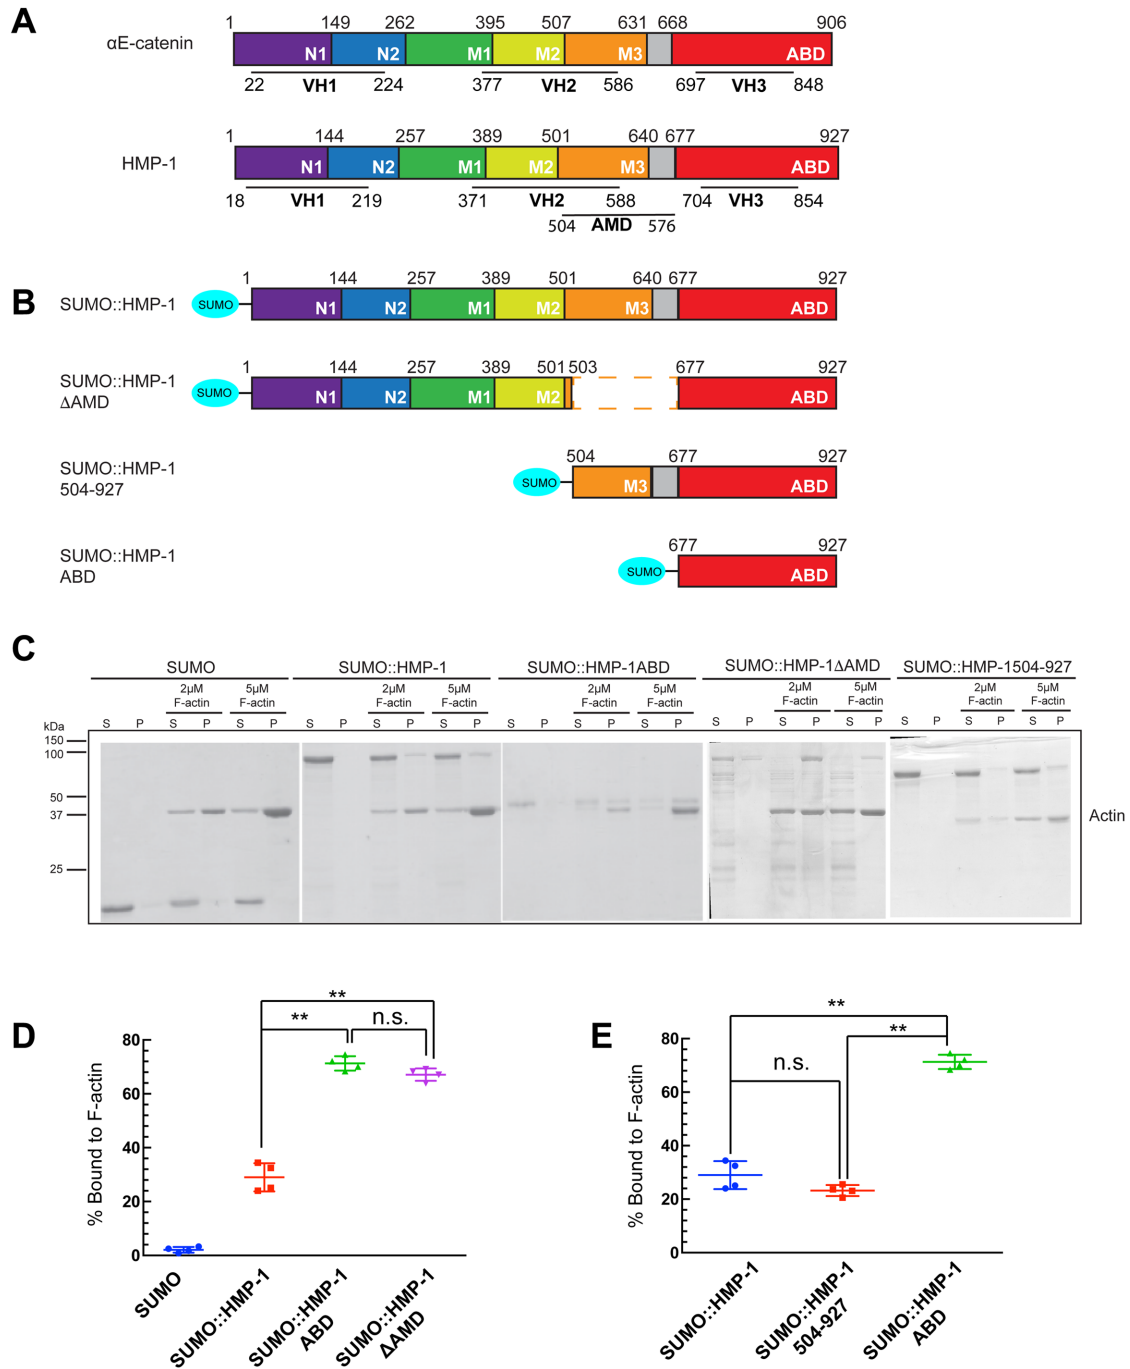 A
1 149 262 395 507 631 668 906
αE-catenin
N1 N2 M1 M2 M3 ABD
22 VH1 224 377 VH2 586 697 VH3 848
1 144 257 389 501 640 677 927
HMP-1
N1 N2 M1 M2 M3 ABD
18 VH1 219 371 VH2 588 704 VH3 854
504 AMD 576
B
1 144 257 389 501 640 677 927
SUMO::HMP-1
SUMO N1 N2 M1 M2 M3 ABD
1 144 257 389 501 503 677 927
SUMO::HMP-1
ΔAMD
SUMO N1 N2 M1 M2 ABD
504 677 927
SUMO::HMP-1
504-927
SUMO M3 ABD
677 927
SUMO::HMP-1
ABD
SUMO ABD
C
SUMO SUMO::HMP-1 SUMO::HMP-1ABD SUMO::HMP-1ΔAMD SUMO::HMP-1504-927
2µM 5µM 2µM 5µM 2µM 5µM 2µM 5µM 2µM 5µM
F-actin F-actin F-actin F-actin F-actin F-actin F-actin F-actin F-actin F-actin
S P S P S P S P S P S P S P S P S P S P S P S P S P S P S P
kDa
150
100
50
37
25
Actin
D
** 
** n.s.
% Bound to F-actin
80
60
40
20
0
SUMO
SUMO::HMP-1
SUMO::HMP-1
ABD
SUMO::HMP-1
ΔAMD
E
**
**
n.s.
% Bound to F-actin
80
60
40
20
0
SUMO::HMP-1
SUMO::HMP-1
504-927
SUMO::HMP-1
ABD